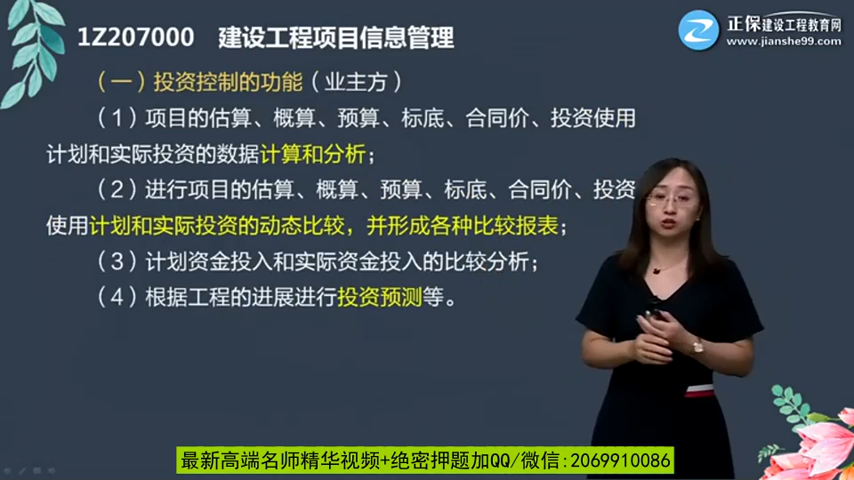 1Z207000 建设工程项目信息管理
正保建设工程教育网
www.jianshe99.com
（一）投资控制的功能（业主方）
（1）项目的估算、概算、预算、标底、合同价、投资使用
计划和实际投资的数据计算和分析；
（2）进行项目的估算、概算、预算、标底、合同价、投资
使用计划和实际投资的动态比较，并形成各种比较报表；
（3）计划资金投入和实际资金投入的比较分析；
（4）根据工程的进展进行投资预测等。
最新高端名师精华视频+绝密押题加QQ/微信:2069910086